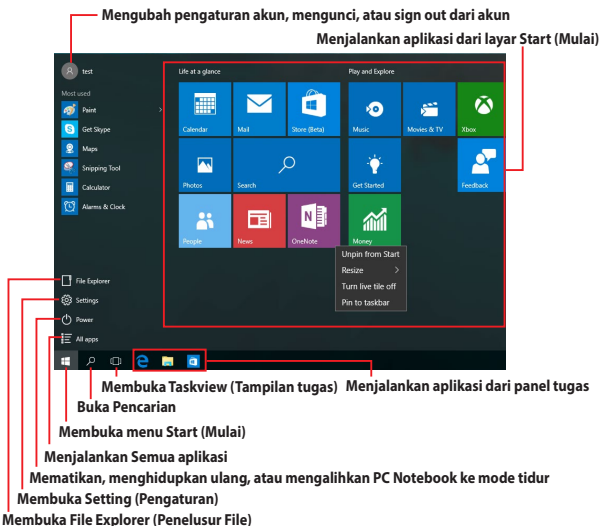 Mengubah pengaturan akun, mengunci, atau sign out dari akun
Menjalankan aplikasi dari layar Start (Mulai)
test
Life at a glance
Play and Explore
Most used
Paint
Get Skype
Maps
Snipping Tool
Calculator
Alarms & Clock
Calendar
Mail
Store (Beta)
Music
Movies & TV
Xbox
Photos
Search
Get Started
Feedback
People
News
OneNote
Money
Unpin from Start
Resize
Turn live tile off
Pin to taskbar
File Explorer
Settings
Power
All apps
Membuka Taskview (Tampilan tugas)
Menjalankan aplikasi dari panel tugas
Buka Pencarian
Membuka menu Start (Mulai)
Menjalankan Semua aplikasi
Mematikan, menghidupkan ulang, atau mengalihkan PC Notebook ke mode tidur
Membuka Setting (Pengaturan)
Membuka File Explorer (Penelusur File)